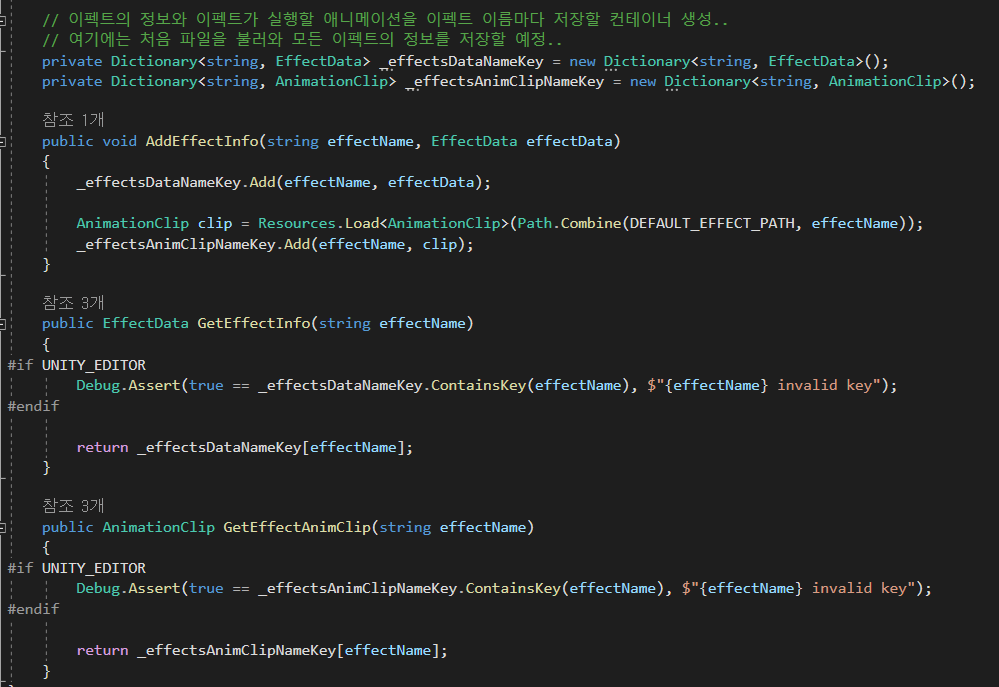 // 이펙트의 정보와 이펙트가 실행할 애니메이션을 이펙트 이름마다 저장할 컨테이너 생성..
// 여기에는 처음 파일을 불러와 모든 이펙트의 정보를 저장할 예정..
private Dictionary<string, EffectData> _effectsDataNameKey = new Dictionary<string, EffectData>();
private Dictionary<string, AnimationClip> _effectsAnimClipNameKey = new Dictionary<string, AnimationClip>();
참조 1개
public void AddEffectInfo(string effectName, EffectData effectData)
{
_effectsDataNameKey.Add(effectName, effectData);
AnimationClip clip = Resources.Load<AnimationClip>(Path.Combine(DEFAULT_EFFECT_PATH, effectName));
_effectsAnimClipNameKey.Add(effectName, clip);
}
참조 3개
public EffectData GetEffectInfo(string effectName)
{
#if UNITY_EDITOR
Debug.Assert(true == _effectsDataNameKey.ContainsKey(effectName), $"{effectName} invalid key");
#endif
return _effectsDataNameKey[effectName];
}
참조 3개
public AnimationClip GetEffectAnimClip(string effectName)
{
#if UNITY_EDITOR
Debug.Assert(true == _effectsAnimClipNameKey.ContainsKey(effectName), $"{effectName} invalid key");
#endif
return _effectsAnimClipNameKey[effectName];
}